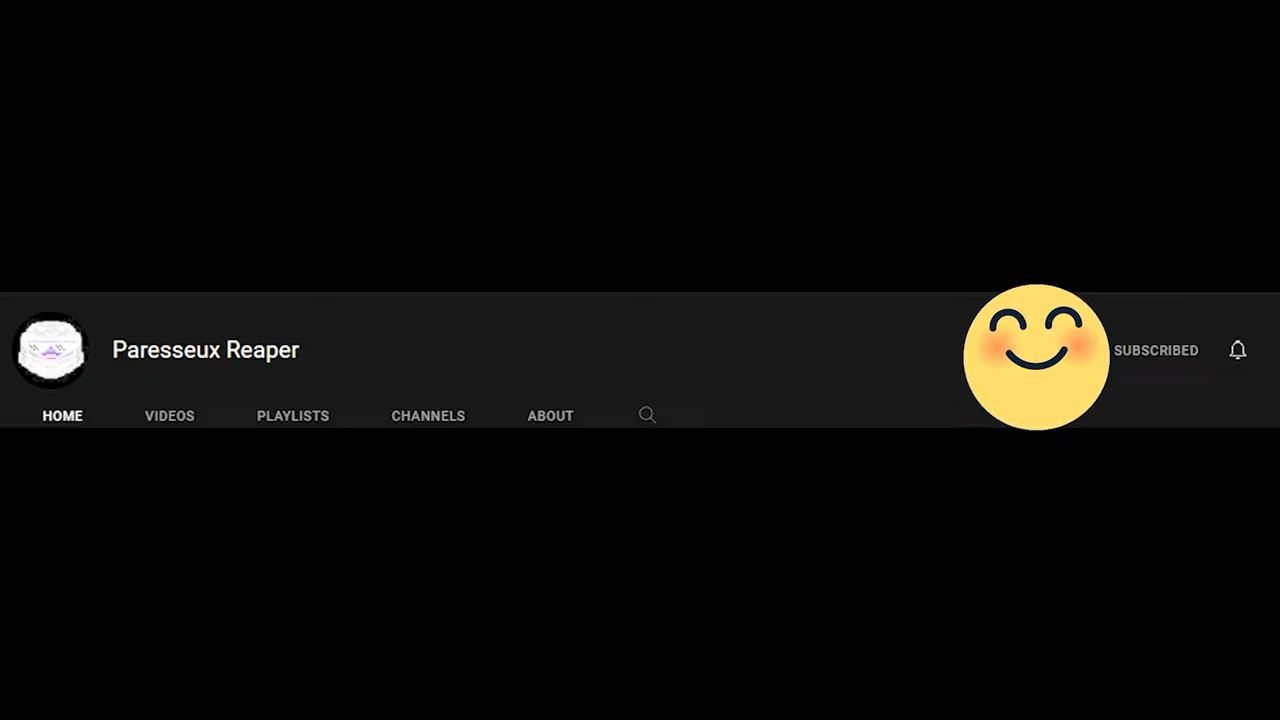 Paresseux Reaper
SUBSCRIBED
HOME VIDEOS PLAYLISTS CHANNELS ABOUT